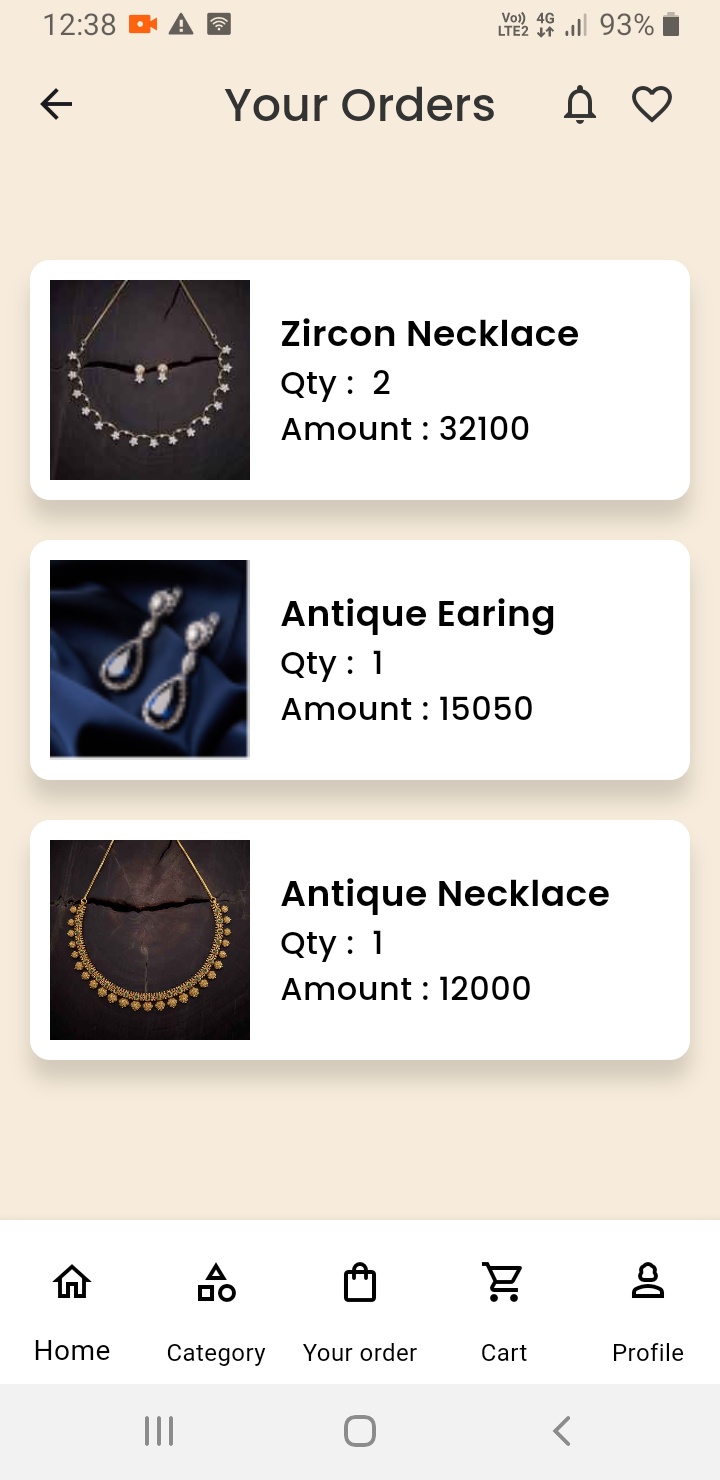 12:38
Vo)) LTE2 4G 93%
Your Orders
Zircon Necklace
Qty : 2
Amount : 32100
Antique Earing
Qty : 1
Amount : 15050
Antique Necklace
Qty : 1
Amount : 12000
Home Category Your order Cart Profile